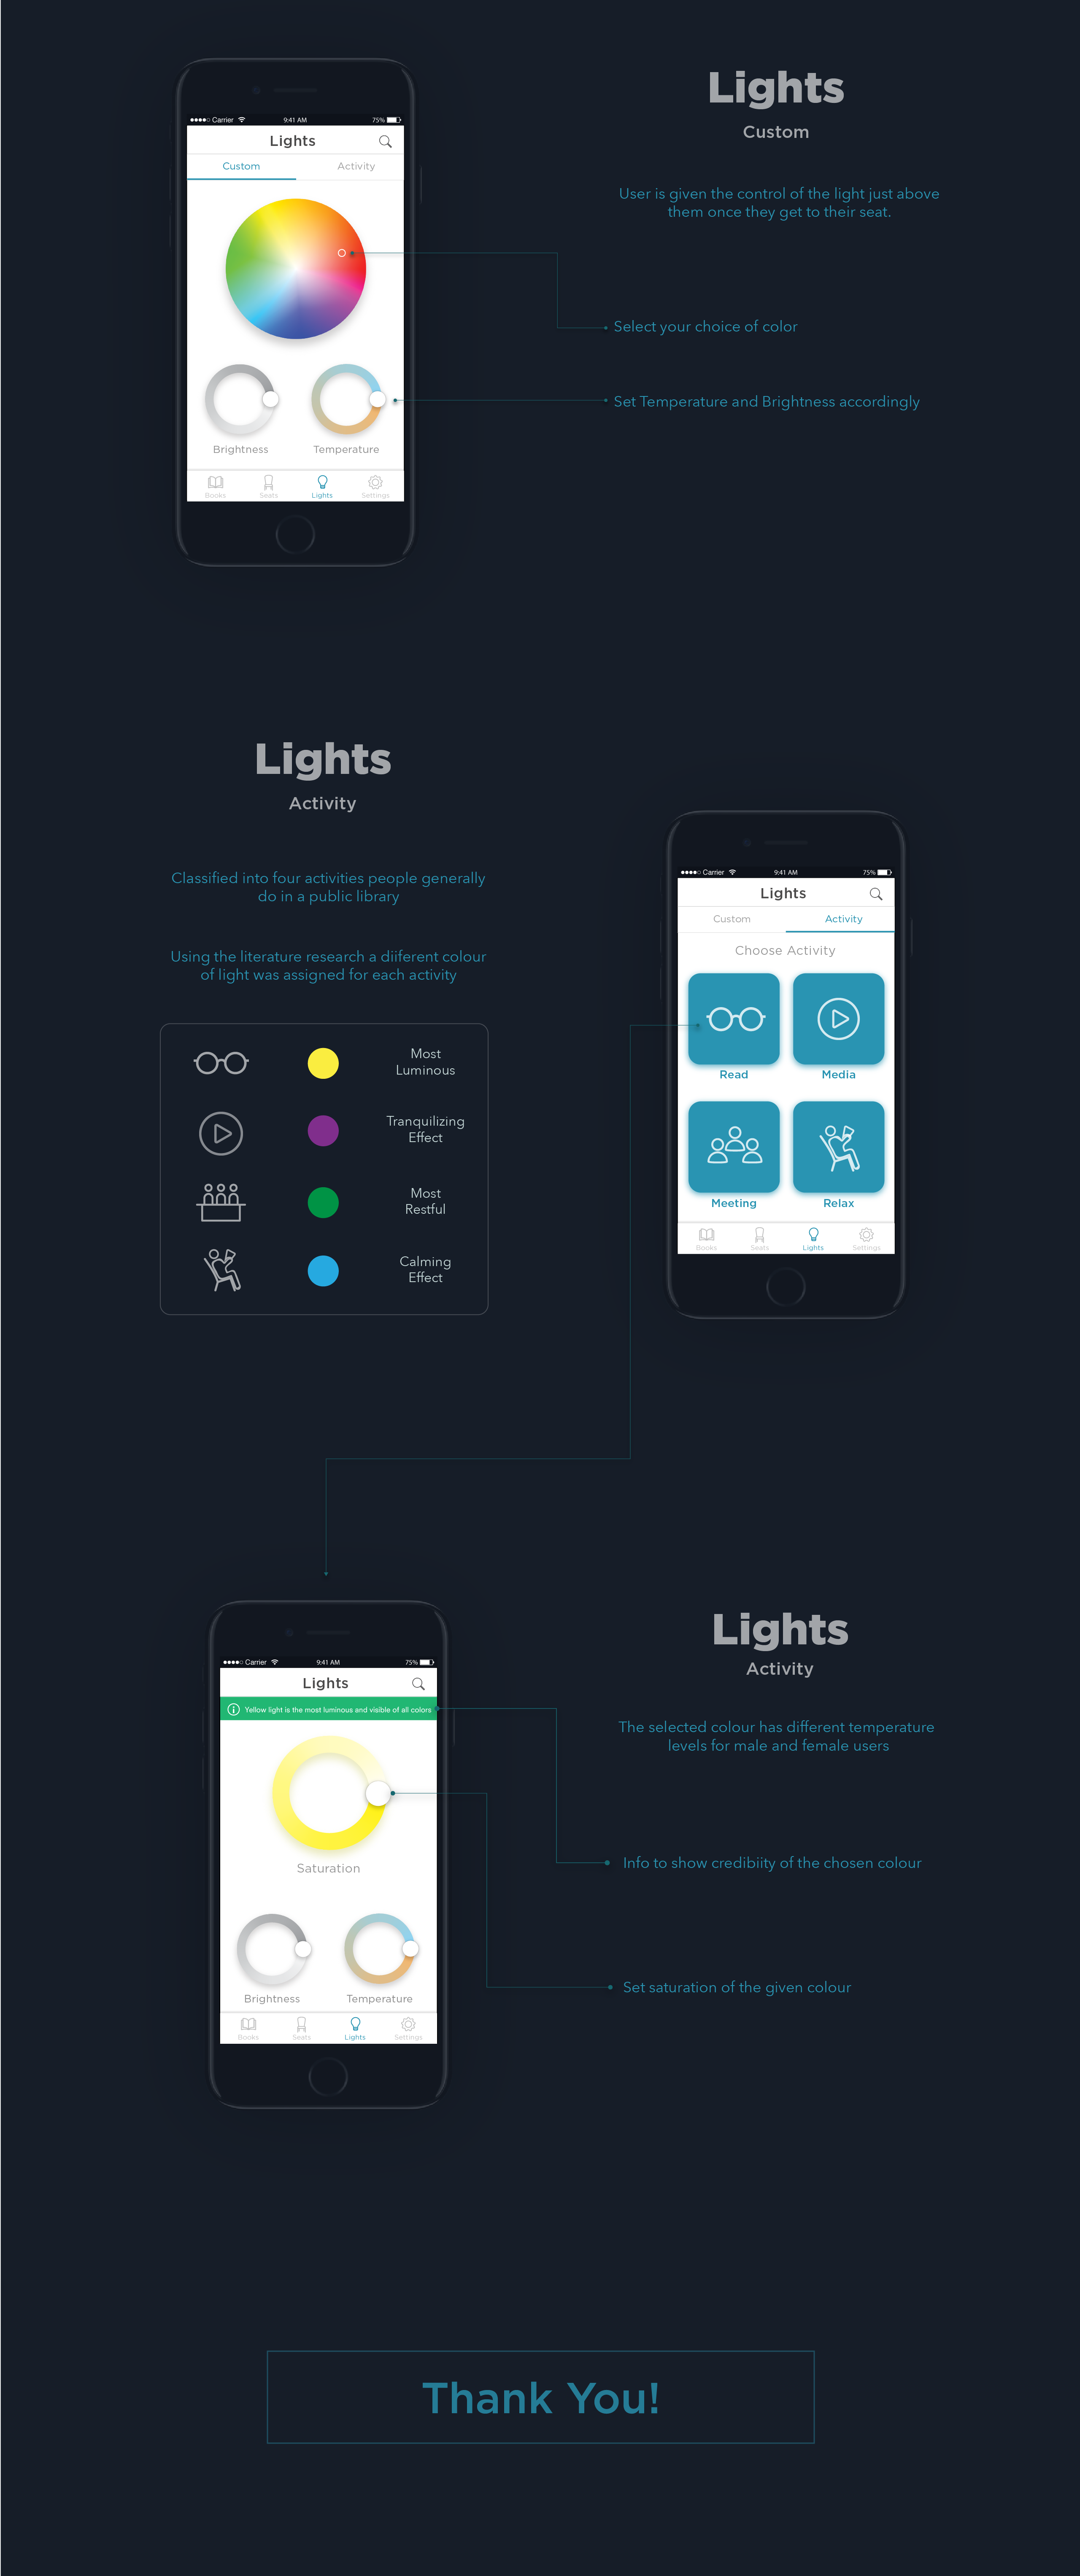 Lights
Custom
User is given the control of the light just above
them once they get to their seat.
Carrier 9:41 AM 75%
Lights
Custom Activity
Select your choice of color
Set Temperature and Brightness accordingly
Brightness Temperature
Books Seats Lights Settings
Lights
Activity
Classified into four activities people generally
do in a public library
Using the literature research a diiferent colour
of light was assigned for each activity
Most
Luminous
Tranquilizing
Effect
Most
Restful
Calming
Effect
Carrier 9:41 AM 75%
Lights
Custom Activity
Choose Activity
Read Media
Meeting Relax
Books Seats Lights Settings
Carrier 9:41 AM 75%
Lights
Yellow light is the most luminous and visible of all colors
Saturation
Brightness Temperature
Books Seats Lights Settings
Lights
Activity
The selected colour has different temperature
levels for male and female users
Info to show credibiity of the chosen colour
Set saturation of the given colour
Thank You!